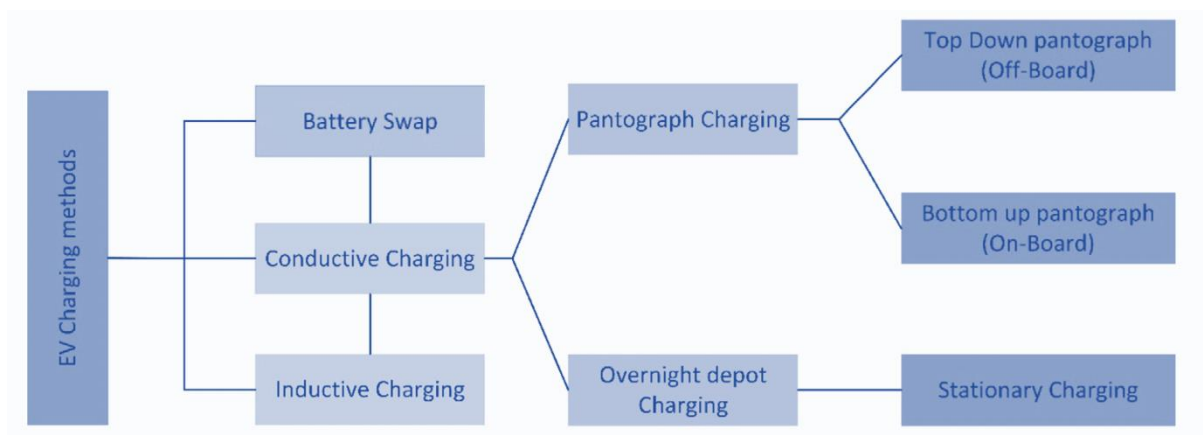 EV Charging methods
Battery Swap
Conductive Charging
Inductive Charging
Pantograph Charging
Overnight depot
Charging
Top Down pantograph
(Off-Board)
Bottom up pantograph
(On-Board)
Stationary Charging